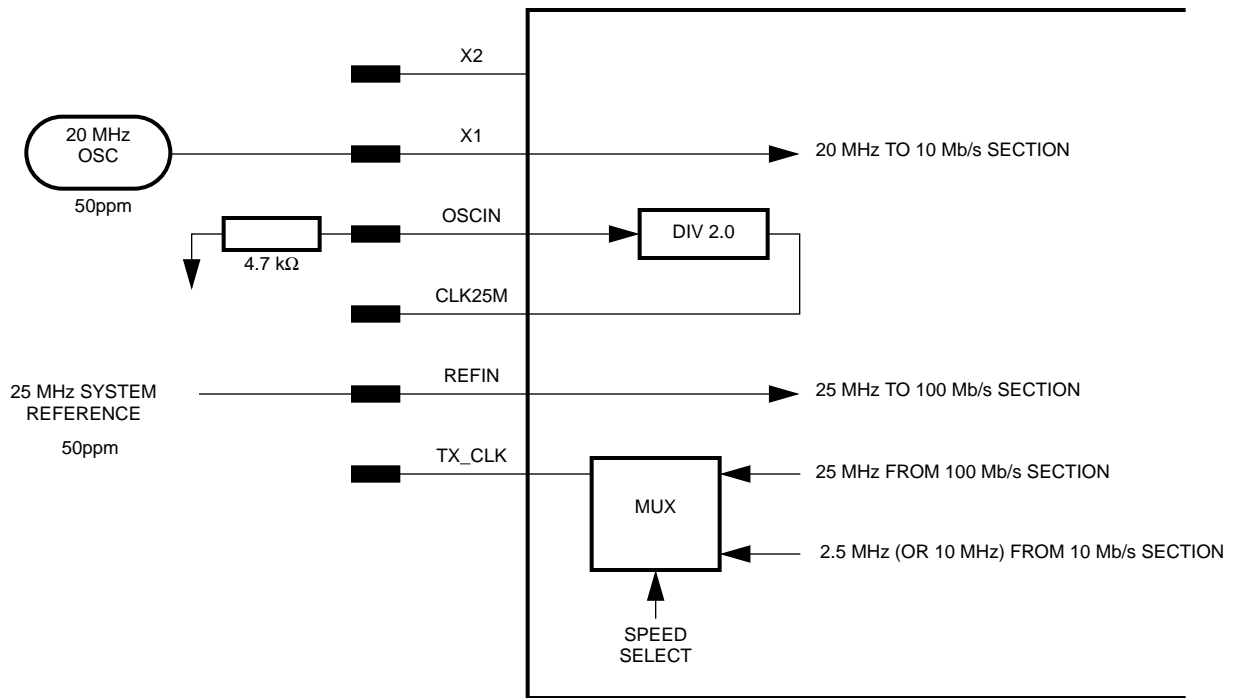 X2
20 MHz
OSC
50ppm
X1
20 MHz TO 10 Mb/s SECTION
OSCIN
DIV 2.0
4.7 kΩ
CLK25M
25 MHz SYSTEM
REFERENCE
50ppm
REFIN
25 MHz TO 100 Mb/s SECTION
TX_CLK
MUX
25 MHz FROM 100 Mb/s SECTION
2.5 MHz (OR 10 MHz) FROM 10 Mb/s SECTION
SPEED
SELECT